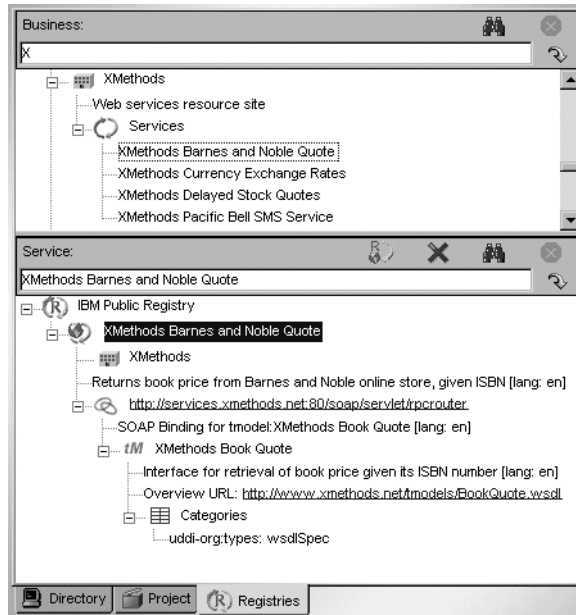 Business:
X
XMethods
Web services resource site
Services
XMethods Barnes and Noble Quote
XMethods Currency Exchange Rates
XMethods Delayed Stock Quotes
XMethods Pacific Bell SMS Service
Service:
XMethods Barnes and Noble Quote
IBM Public Registry
XMethods Barnes and Noble Quote
XMethods
Returns book price from Barnes and Noble online store, given ISBN [lang: en]
http://services.xmethods.net:80/soap/servlet/rpcrouter
SOAP Binding for tmodel:XMethods Book Quote [lang: en]
tM XMethods Book Quote
Interface for retrieval of book price given its ISBN number [lang: en]
Overview URL: http://www.xmethods.net/tmodels/BookQuote.wsdl
Categories
uddi-org:types: wsdlSpec
Directory Project (R) Registries